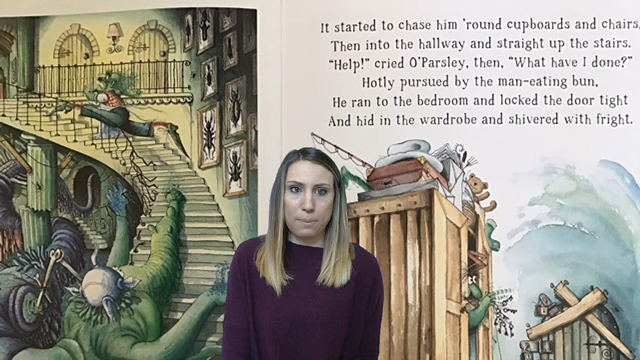 It started to chase him 'round cupboards and chairs,
Then into the hallway and straight up the stairs.
“Help!” cried O'Parsley, then, “What have I done?”
Hotly pursued by the man-eating bun,
He ran to the bedroom and locked the door tight
And hid in the wardrobe and shivered with fright.